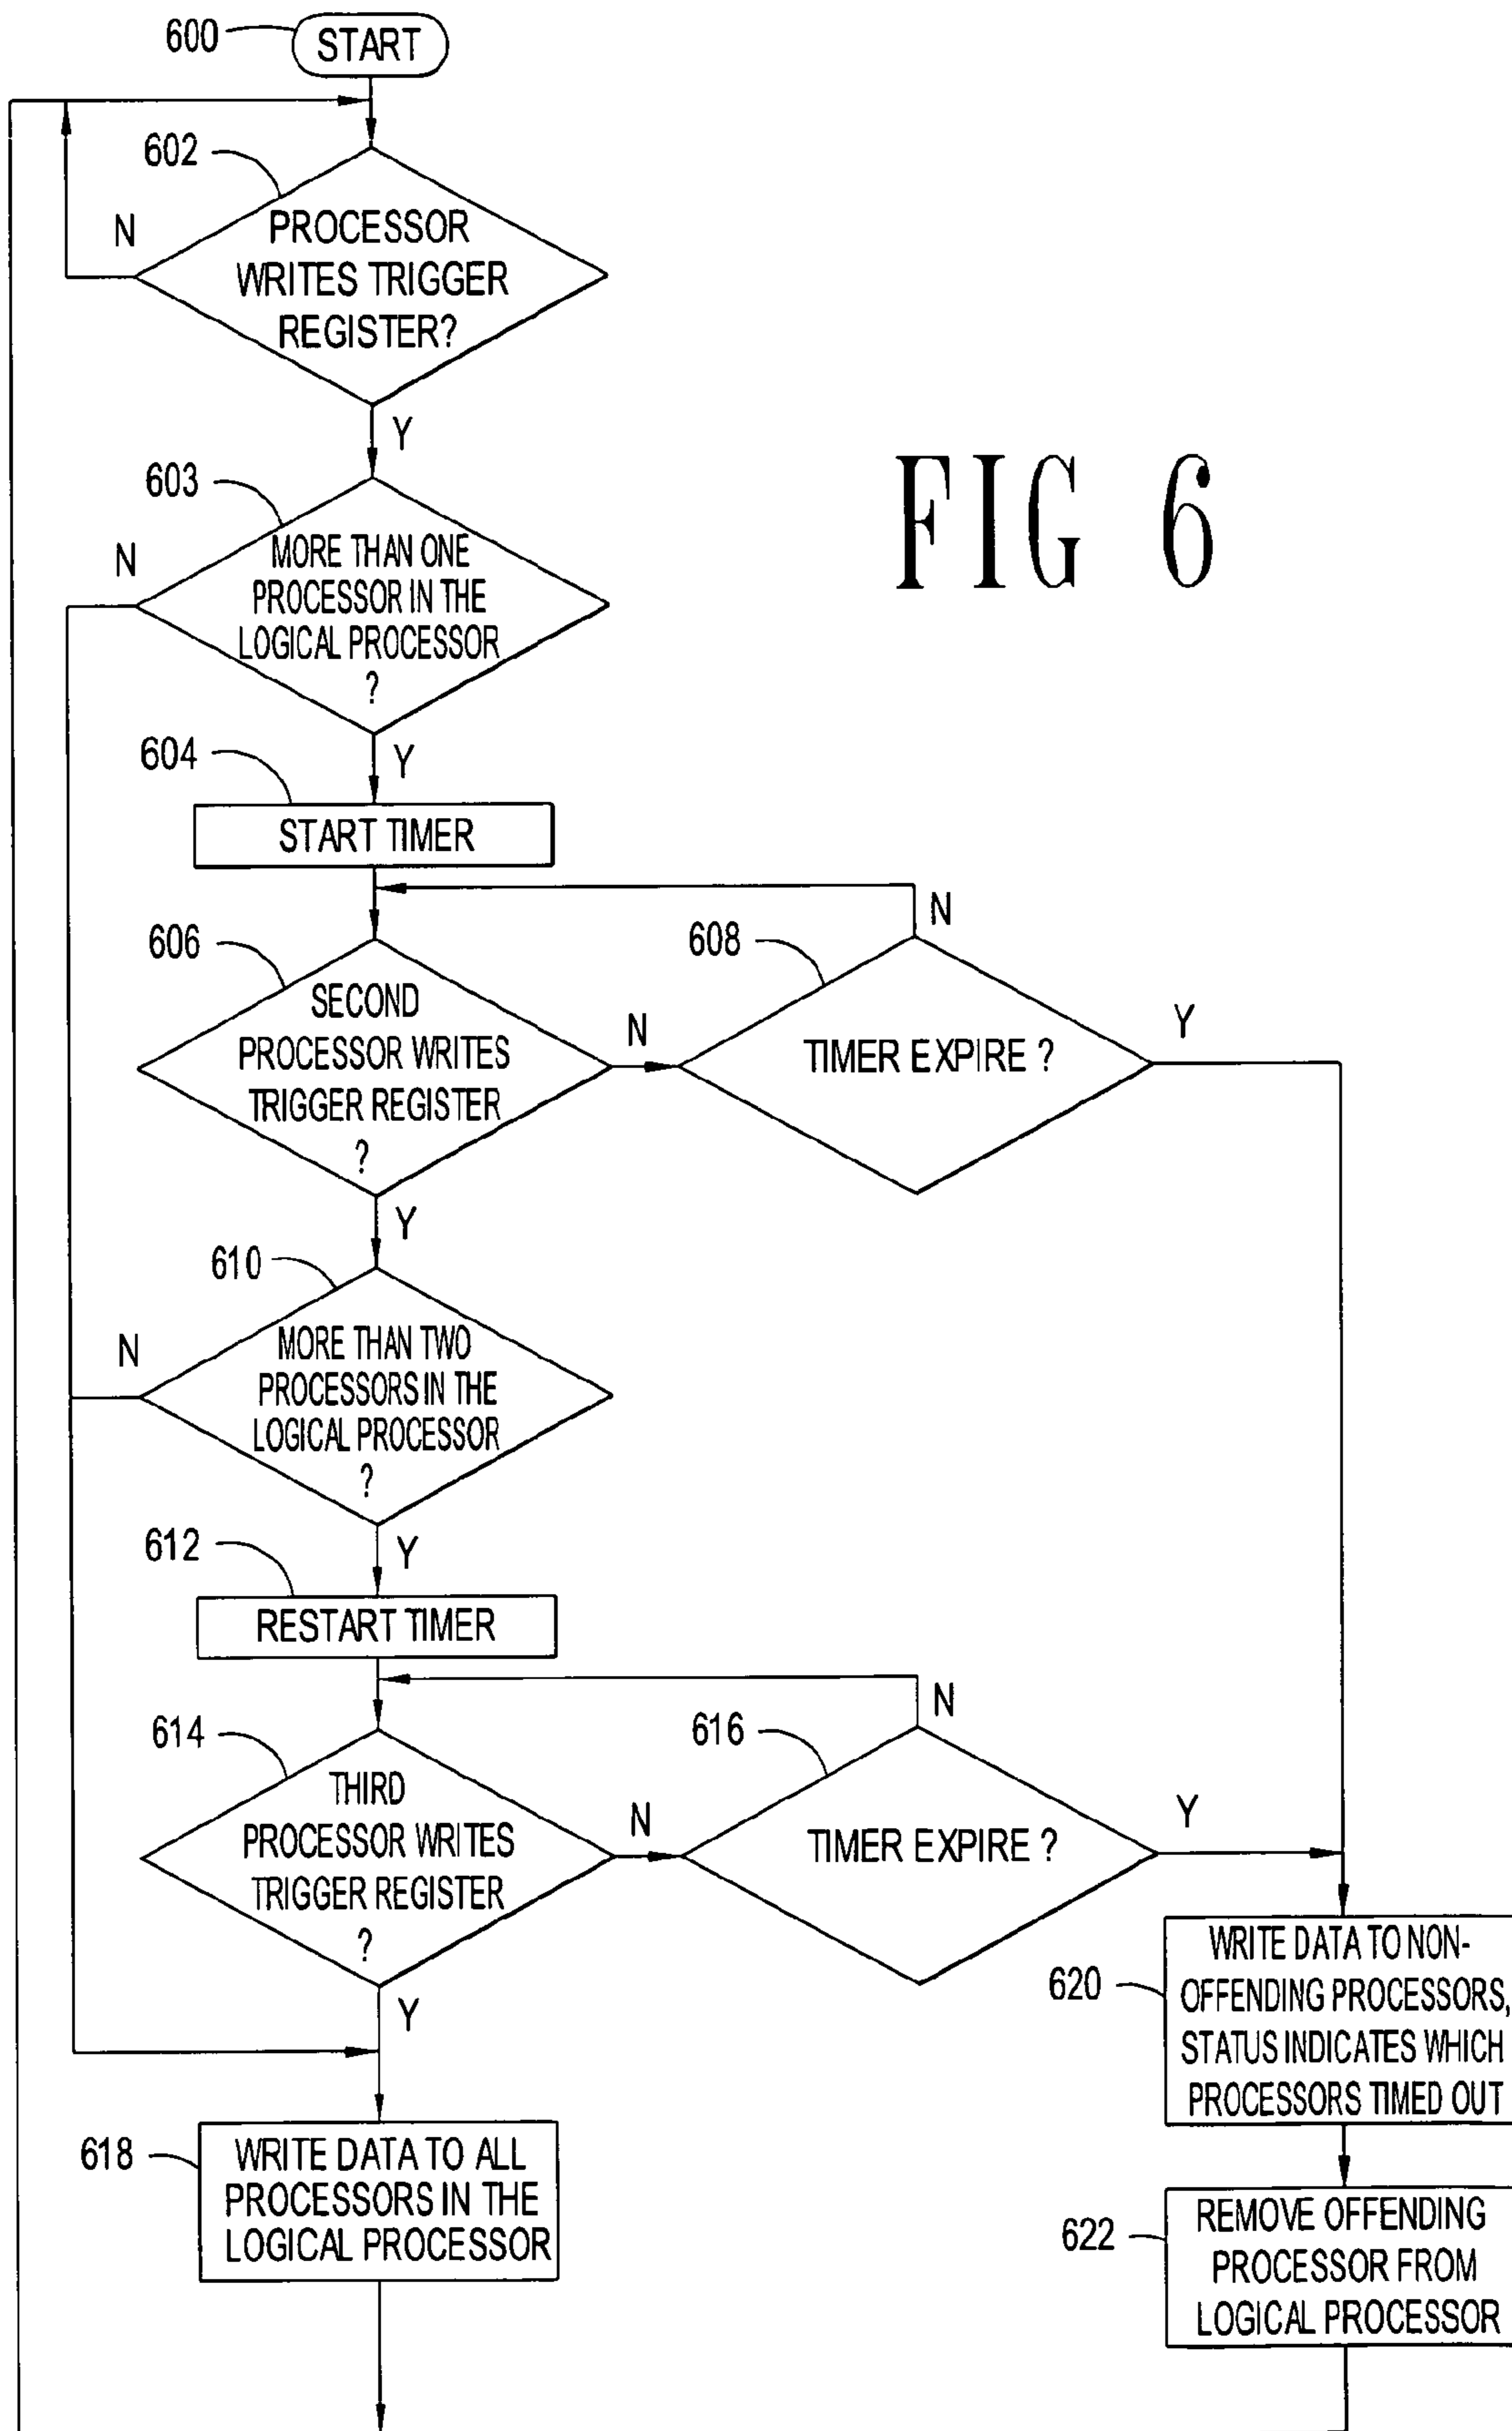 600
START
602
N
PROCESSOR
WRITES TRIGGER
REGISTER?
Y
FIG 6
603
N
MORE THAN ONE
PROCESSOR IN THE
LOGICAL PROCESSOR
?
Y
604
START TIMER
N
606
608
SECOND
PROCESSOR WRITES
TRIGGER REGISTER
?
N
TIMER EXPIRE ?
Y
Y
610
N
MORE THAN TWO
PROCESSORS IN THE
LOGICAL PROCESSOR
?
Y
612
RESTART TIMER
N
614
616
THIRD
PROCESSOR WRITES
TRIGGER REGISTER
?
N
TIMER EXPIRE ?
Y
Y
620
WRITE DATA TO NON-
OFFENDING PROCESSORS,
STATUS INDICATES WHICH
PROCESSORS TIMED OUT
618
WRITE DATA TO ALL
PROCESSORS IN THE
LOGICAL PROCESSOR
622
REMOVE OFFENDING
PROCESSOR FROM
LOGICAL PROCESSOR